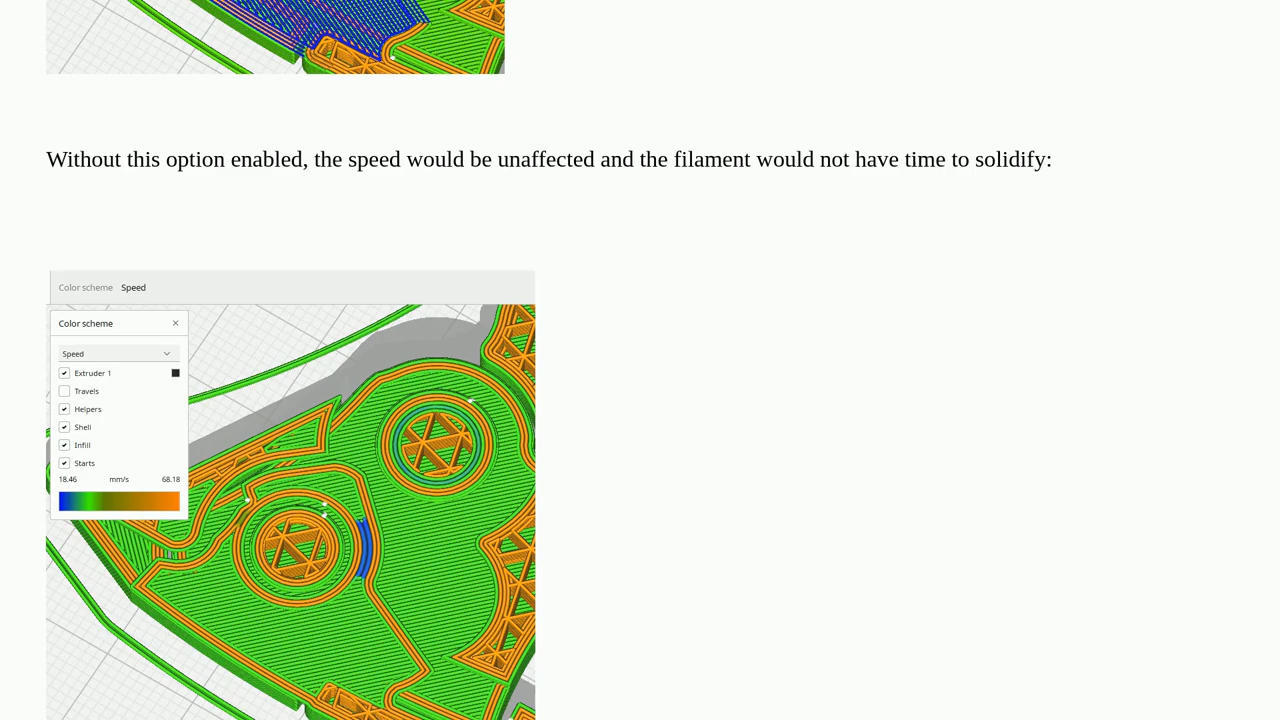 Without this option enabled, the speed would be unaffected and the filament would not have time to solidify:
Color scheme Speed
Color scheme
Speed
Extruder 1
Travels
Helpers
Shell
Infill
Starts
18.46 mm/s 68.18